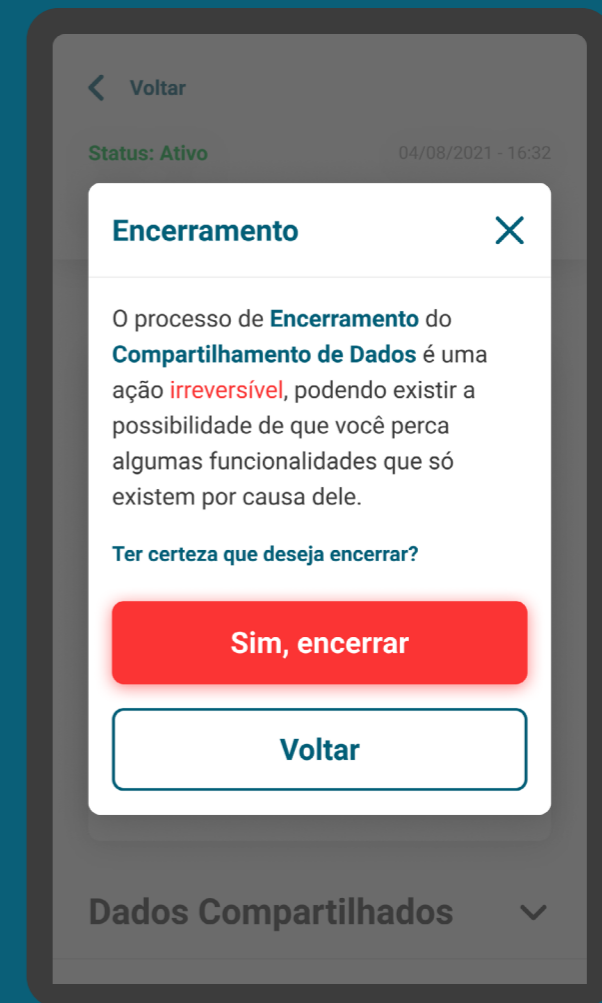 Voltar
Status: Ativo
04/08/2021 - 16:32
Encerramento
O processo de Encerramento do
Compartilhamento de Dados é uma
ação irreversível, podendo existir a
possibilidade de que você perca
algumas funcionalidades que só
existem por causa dele.
Ter certeza que deseja encerrar?
Sim, encerrar
Voltar
Dados Compartilhados